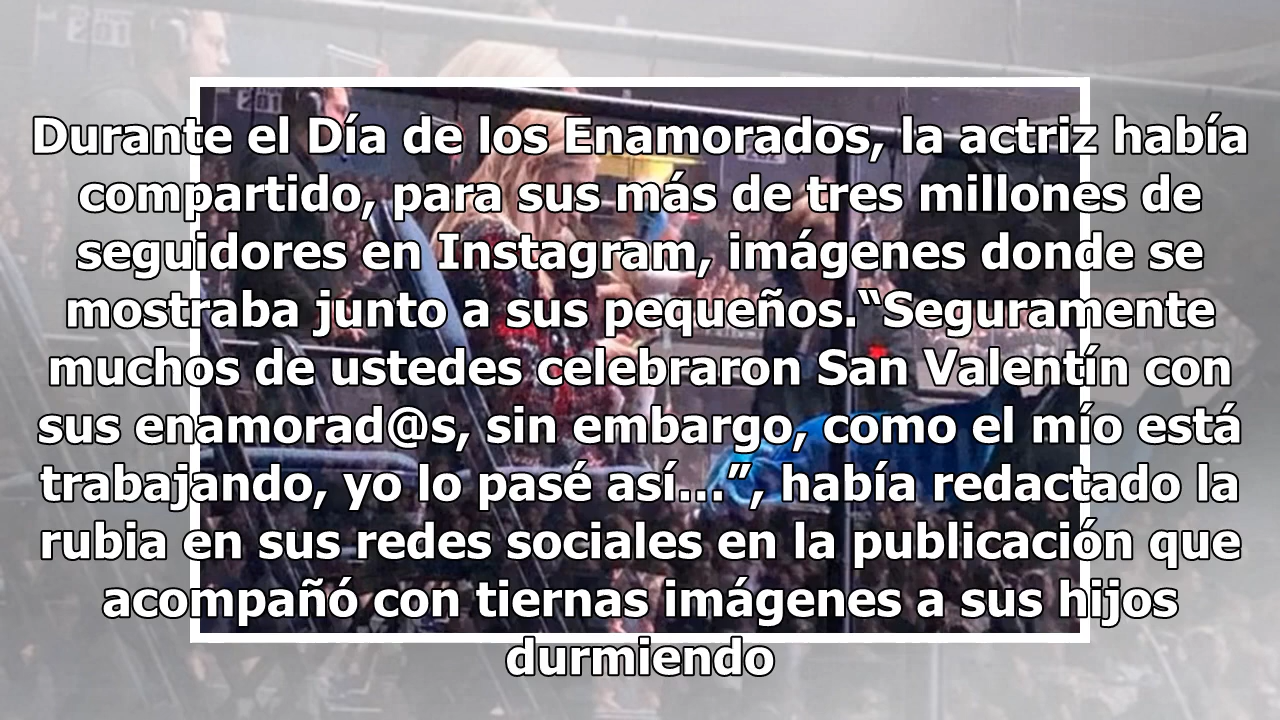 201
201
Durante el Día de los Enamorados, la actriz había
compartido, para sus más de tres millones de
seguidores en Instagram, imágenes donde se
mostraba junto a sus pequeños.“Seguramente
muchos de ustedes celebraron San Valentín con
sus enamorad@s, sin embargo, como el mío está
trabajando, yo lo pasé así...”, había redactado la
rubia en sus redes sociales en la publicación que
acompañó con tiernas imágenes a sus hijos
durmiendo